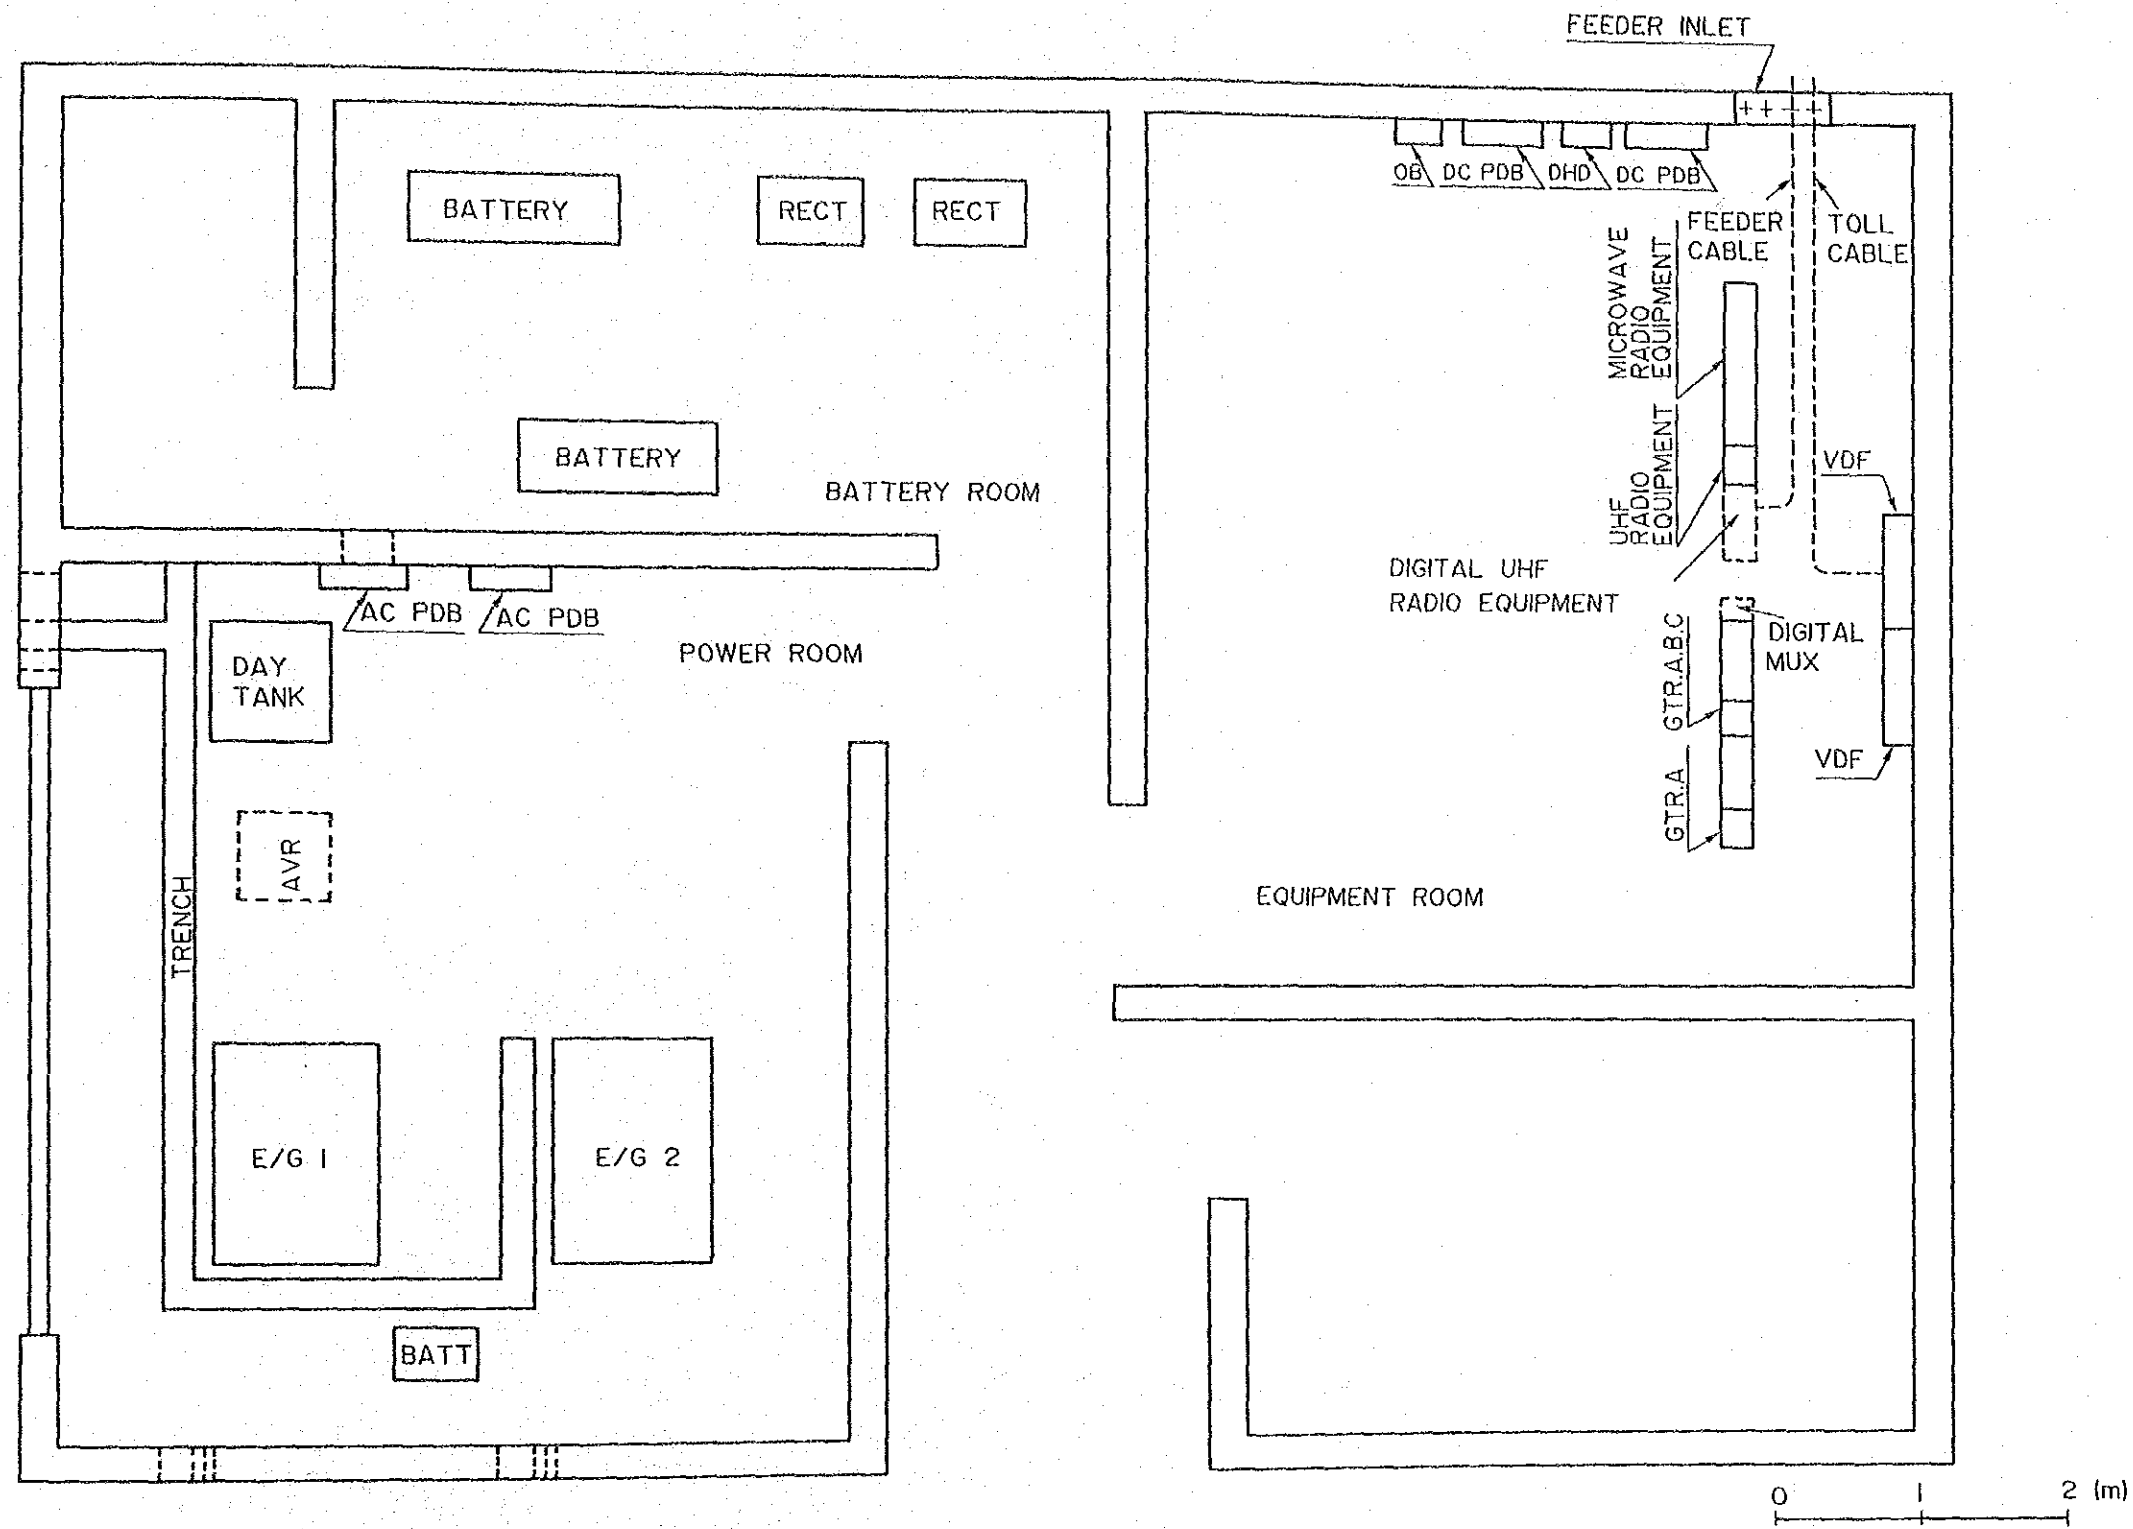 FEEDER INLET
BATTERY
RECT
RECT
OB
DC PDB
DHD
DC PDB
FEEDER
CABLE
TOLL
CABLE
MICROWAVE
RADIO
EQUIPMENT
BATTERY
BATTERY ROOM
UHF
RADIO
EQUIPMENT
VDF
DIGITAL UHF
RADIO EQUIPMENT
AC PDB
AC PDB
POWER ROOM
DAY
TANK
GTR.A.B.C
DIGITAL
MUX
VDF
GTR.A
AVR
TRENCH
EQUIPMENT ROOM
E/G 1
E/G 2
BATT
0 1 2 (m)